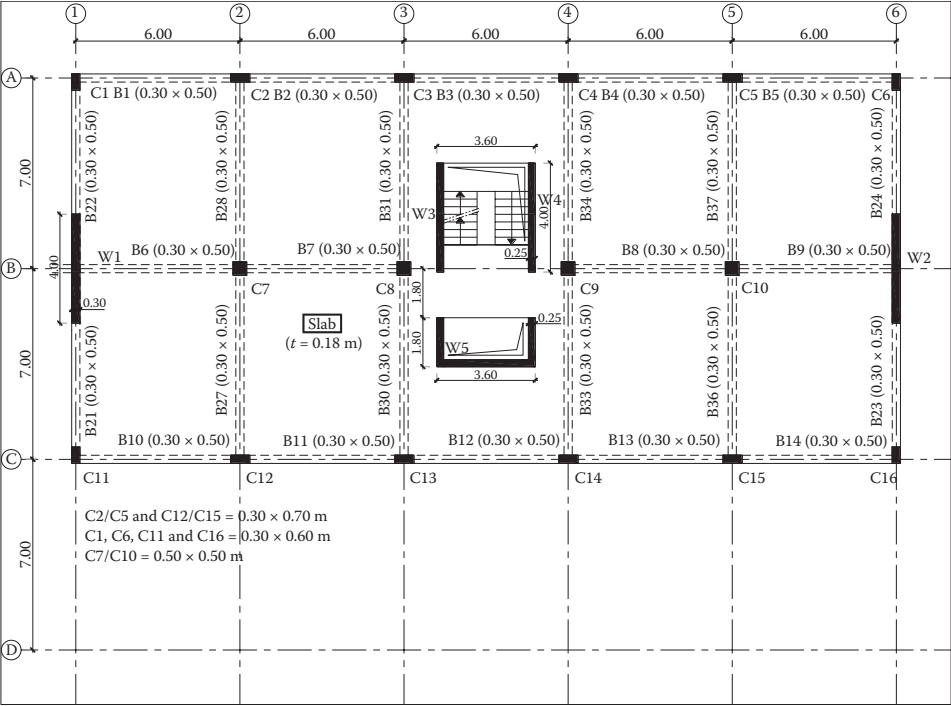 1 2 3 4 5 6
6.00 6.00 6.00 6.00 6.00
A
C1 B1 (0.30 × 0.50) C2 B2 (0.30 × 0.50) C3 B3 (0.30 × 0.50) C4 B4 (0.30 × 0.50) C5 B5 (0.30 × 0.50) C6
7.00
B22 (0.30 × 0.50)
B28 (0.30 × 0.50)
B31 (0.30 × 0.50)
3.60
W3
W4
4.00
0.25
B34 (0.30 × 0.50)
B37 (0.30 × 0.50)
B24 (0.30 × 0.50)
B
4.00
W1
B6 (0.30 × 0.50)
B7 (0.30 × 0.50)
B8 (0.30 × 0.50)
B9 (0.30 × 0.50)
W2
C7
C8
C9
C10
0.30
Slab
(t = 0.18 m)
1.80
1.80
0.25
W5
3.60
7.00
B21 (0.30 × 0.50)
B27 (0.30 × 0.50)
B30 (0.30 × 0.50)
B33 (0.30 × 0.50)
B36 (0.30 × 0.50)
B23 (0.30 × 0.50)
B10 (0.30 × 0.50)
B11 (0.30 × 0.50)
B12 (0.30 × 0.50)
B13 (0.30 × 0.50)
B14 (0.30 × 0.50)
C
C11 C12 C13 C14 C15 C16
C2/C5 and C12/C15 = 0.30 × 0.70 m
C1, C6, C11 and C16 = 0.30 × 0.60 m
C7/C10 = 0.50 × 0.50 m
7.00
D